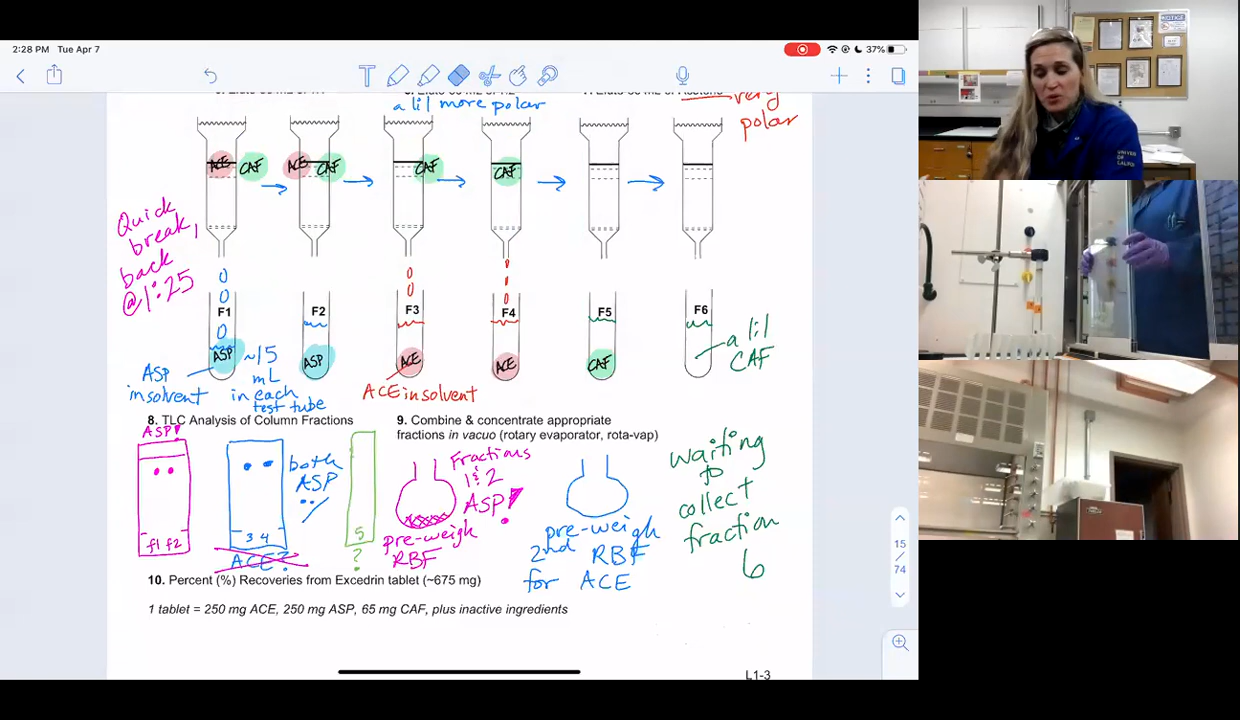 2:28 PM Tue Apr 7
37%
a lil more polar
very
polar
ACE CAF
ACE CAF
CAF
CAF
Quick
break,
back
@1:25
F1
F2
F3
F4
F5
F6
ASP
ASP
ACE
ACE
CAF
a lil
CAF
~15
mL
in each
test tube
ASP
in solvent
ACE in solvent
8. TLC Analysis of Column Fractions
9. Combine & concentrate appropriate
fractions in vacuo (rotary evaporator, rota-vap)
ASP!
f1 f2
both
ASP
3 4
ACE?
5
?
Fractions
1 & 2
ASP!
pre-weigh
RBF
pre-weigh
2nd RBF
for ACE
waiting
to
collect
fraction
6
10. Percent (%) Recoveries from Excedrin tablet (~675 mg)
1 tablet = 250 mg ACE, 250 mg ASP, 65 mg CAF, plus inactive ingredients
L1-3
15
/
74